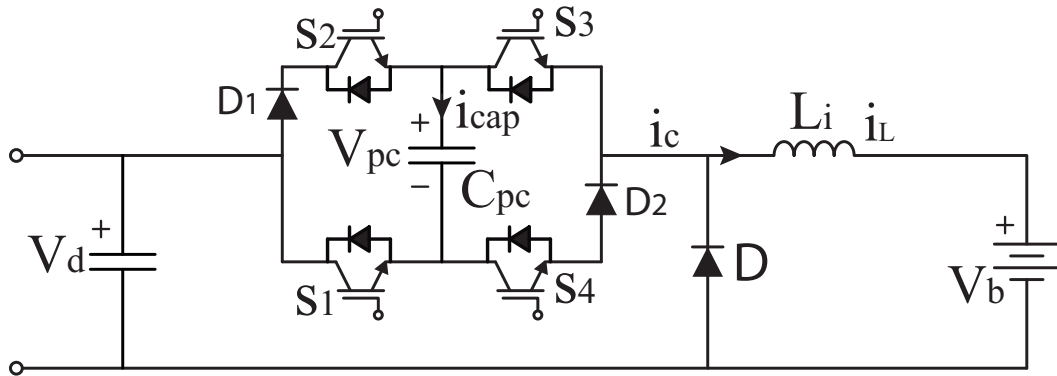 S2
S3
D1
icap
+
Vpc
−
Cpc
ic
Li
iL
D2
+
Vd
D
+
Vb
S1
S4